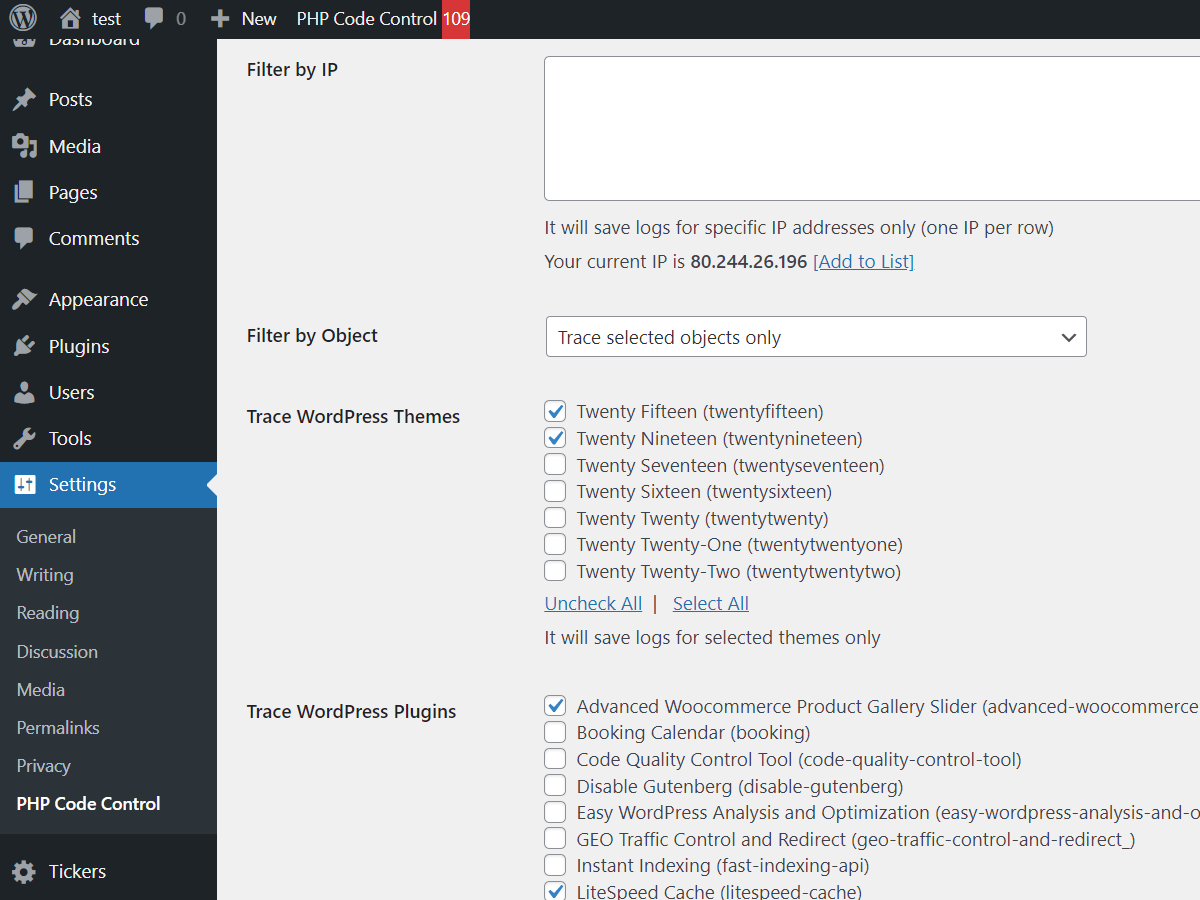 test 0 New PHP Code Control 109
Dashboard
Posts
Media
Pages
Comments
Appearance
Plugins
Users
Tools
Settings
General
Writing
Reading
Discussion
Media
Permalinks
Privacy
PHP Code Control
Tickers
Filter by IP
It will save logs for specific IP addresses only (one IP per row)
Your current IP is 80.244.26.196 [Add to List]
Filter by Object
Trace selected objects only
Trace WordPress Themes
Twenty Fifteen (twentyfifteen)
Twenty Nineteen (twentynineteen)
Twenty Seventeen (twentyseventeen)
Twenty Sixteen (twentysixteen)
Twenty Twenty (twentytwenty)
Twenty Twenty-One (twentytwentyone)
Twenty Twenty-Two (twentytwentytwo)
Uncheck All | Select All
It will save logs for selected themes only
Trace WordPress Plugins
Advanced Woocommerce Product Gallery Slider (advanced-woocommerce
Booking Calendar (booking)
Code Quality Control Tool (code-quality-control-tool)
Disable Gutenberg (disable-gutenberg)
Easy WordPress Analysis and Optimization (easy-wordpress-analysis-and-o
GEO Traffic Control and Redirect (geo-traffic-control-and-redirect_)
Instant Indexing (fast-indexing-api)
LiteSpeed Cache (litespeed-cache)